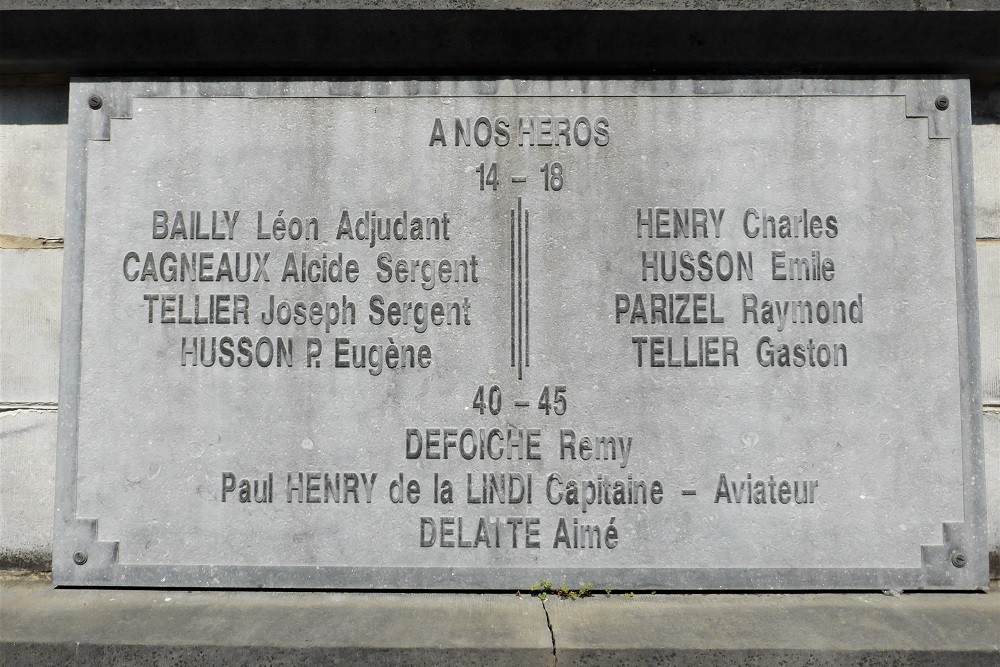 A NOS HEROS
14 – 18
BAILLY Léon Adjudant
CAGNEAUX Alcide Sergent
TELLIER Joseph Sergent
HUSSON P. Eugène
HENRY Charles
HUSSON Emile
PARIZEL Raymond
TELLIER Gaston
40 – 45
DEFOICHE Remy
Paul HENRY de la LINDI Capitaine – Aviateur
DELAITE Aimé